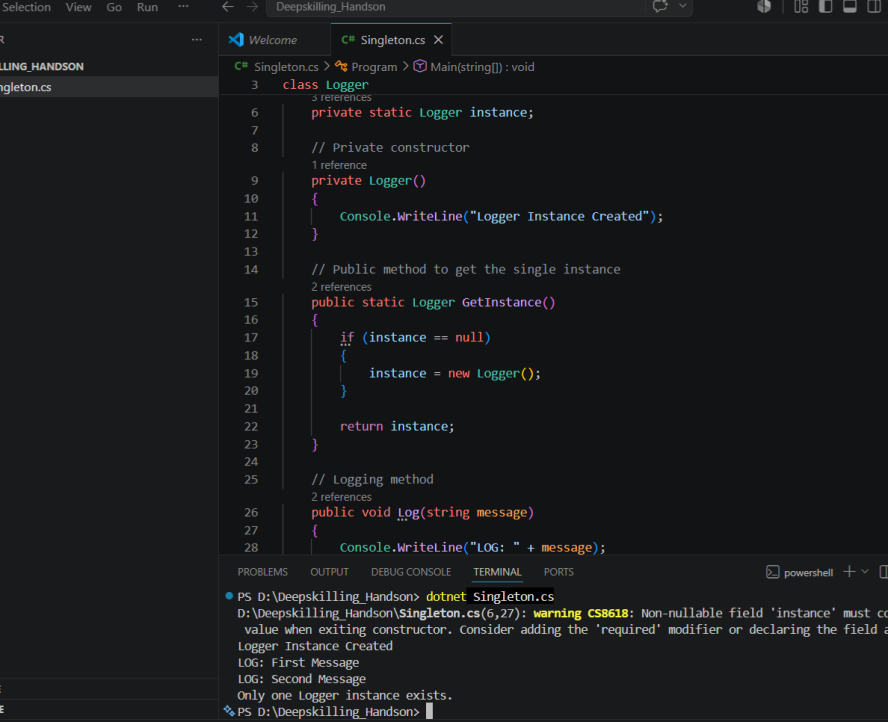 Selection View Go Run ...
Deepskilling_Handson
R ...
LLING_HANDSON
ngleton.cs
Welcome
C# Singleton.cs
C# Singleton.cs > Program > Main(string[]) : void
3 class Logger
3 references
6 private static Logger instance;
7
8 // Private constructor
1 reference
9 private Logger()
10 {
11 Console.WriteLine("Logger Instance Created");
12 }
13
14 // Public method to get the single instance
2 references
15 public static Logger GetInstance()
16 {
17 if (instance == null)
18 {
19 instance = new Logger();
20 }
21
22 return instance;
23 }
24
25 // Logging method
2 references
26 public void Log(string message)
27 {
28 Console.WriteLine("LOG: " + message);
PROBLEMS OUTPUT DEBUG CONSOLE TERMINAL PORTS
powershell
PS D:\Deepskilling_Handson> dotnet Singleton.cs
D:\Deepskilling_Handson\Singleton.cs(6,27): warning CS8618: Non-nullable field 'instance' must co
value when exiting constructor. Consider adding the 'required' modifier or declaring the field a
Logger Instance Created
LOG: First Message
LOG: Second Message
Only one Logger instance exists.
PS D:\Deepskilling_Handson>
E